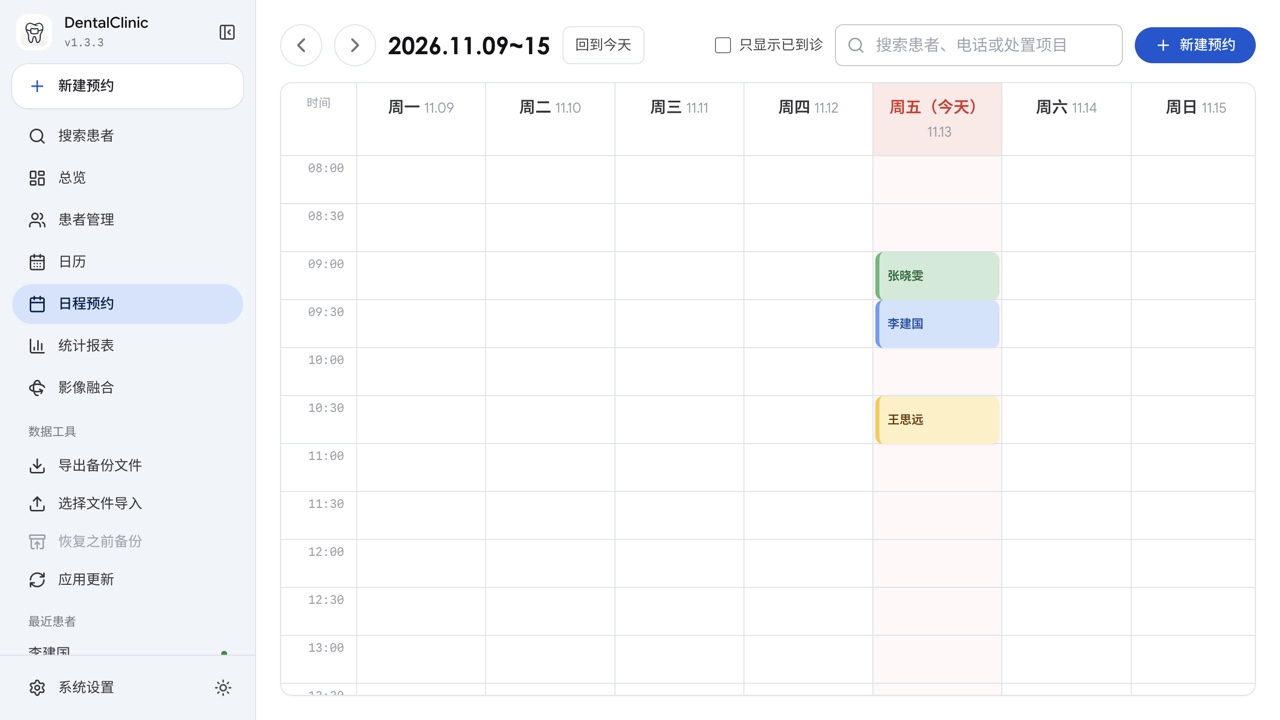 DentalClinic
v1.3.3
新建预约
搜索患者
总览
患者管理
日历
日程预约
统计报表
影像融合
数据工具
导出备份文件
选择文件导入
恢复之前备份
应用更新
最近患者
李建国
系统设置
2026.11.09~15
回到今天
只显示已到诊
搜索患者、电话或处置项目
新建预约
时间
周一 11.09
周二 11.10
周三 11.11
周四 11.12
周五（今天）
11.13
周六 11.14
周日 11.15
08:00
08:30
09:00
张晓雯
09:30
李建国
10:00
10:30
王思远
11:00
11:30
12:00
12:30
13:00
13:30